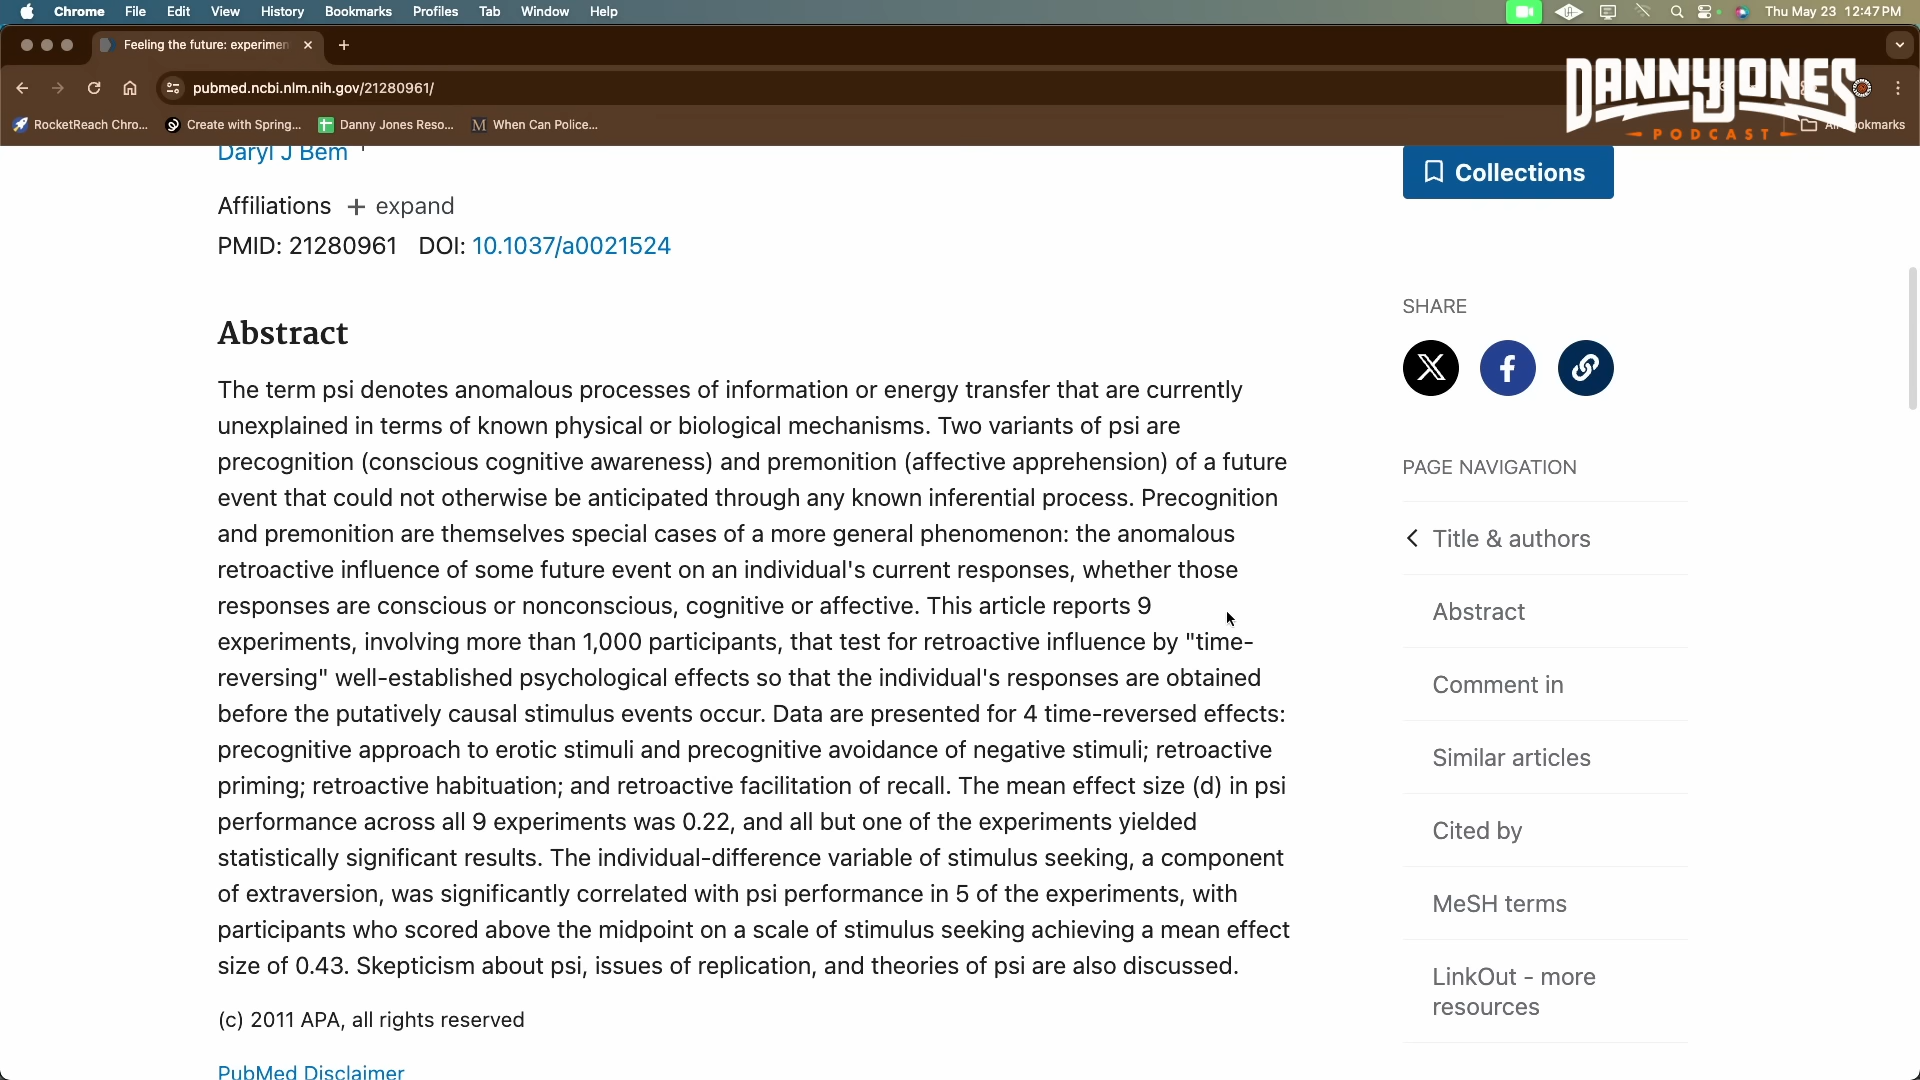 Chrome File Edit View History Bookmarks Profiles Tab Window Help Thu May 23 12:47 PM
Feeling the future: experimen
pubmed.ncbi.nlm.nih.gov/21280961/
DANNY JONES
PODCAST
RocketReach Chro... Create with Spring... Danny Jones Reso... When Can Police...
Daryl J Bem
Affiliations + expand
PMID: 21280961 DOI: 10.1037/a0021524
Abstract
The term psi denotes anomalous processes of information or energy transfer that are currently
unexplained in terms of known physical or biological mechanisms. Two variants of psi are
precognition (conscious cognitive awareness) and premonition (affective apprehension) of a future
event that could not otherwise be anticipated through any known inferential process. Precognition
and premonition are themselves special cases of a more general phenomenon: the anomalous
retroactive influence of some future event on an individual's current responses, whether those
responses are conscious or nonconscious, cognitive or affective. This article reports 9
experiments, involving more than 1,000 participants, that test for retroactive influence by "time-
reversing" well-established psychological effects so that the individual's responses are obtained
before the putatively causal stimulus events occur. Data are presented for 4 time-reversed effects:
precognitive approach to erotic stimuli and precognitive avoidance of negative stimuli; retroactive
priming; retroactive habituation; and retroactive facilitation of recall. The mean effect size (d) in psi
performance across all 9 experiments was 0.22, and all but one of the experiments yielded
statistically significant results. The individual-difference variable of stimulus seeking, a component
of extraversion, was significantly correlated with psi performance in 5 of the experiments, with
participants who scored above the midpoint on a scale of stimulus seeking achieving a mean effect
size of 0.43. Skepticism about psi, issues of replication, and theories of psi are also discussed.
(c) 2011 APA, all rights reserved
PubMed Disclaimer
Collections
SHARE
PAGE NAVIGATION
Title & authors
Abstract
Comment in
Similar articles
Cited by
MeSH terms
LinkOut - more
resources